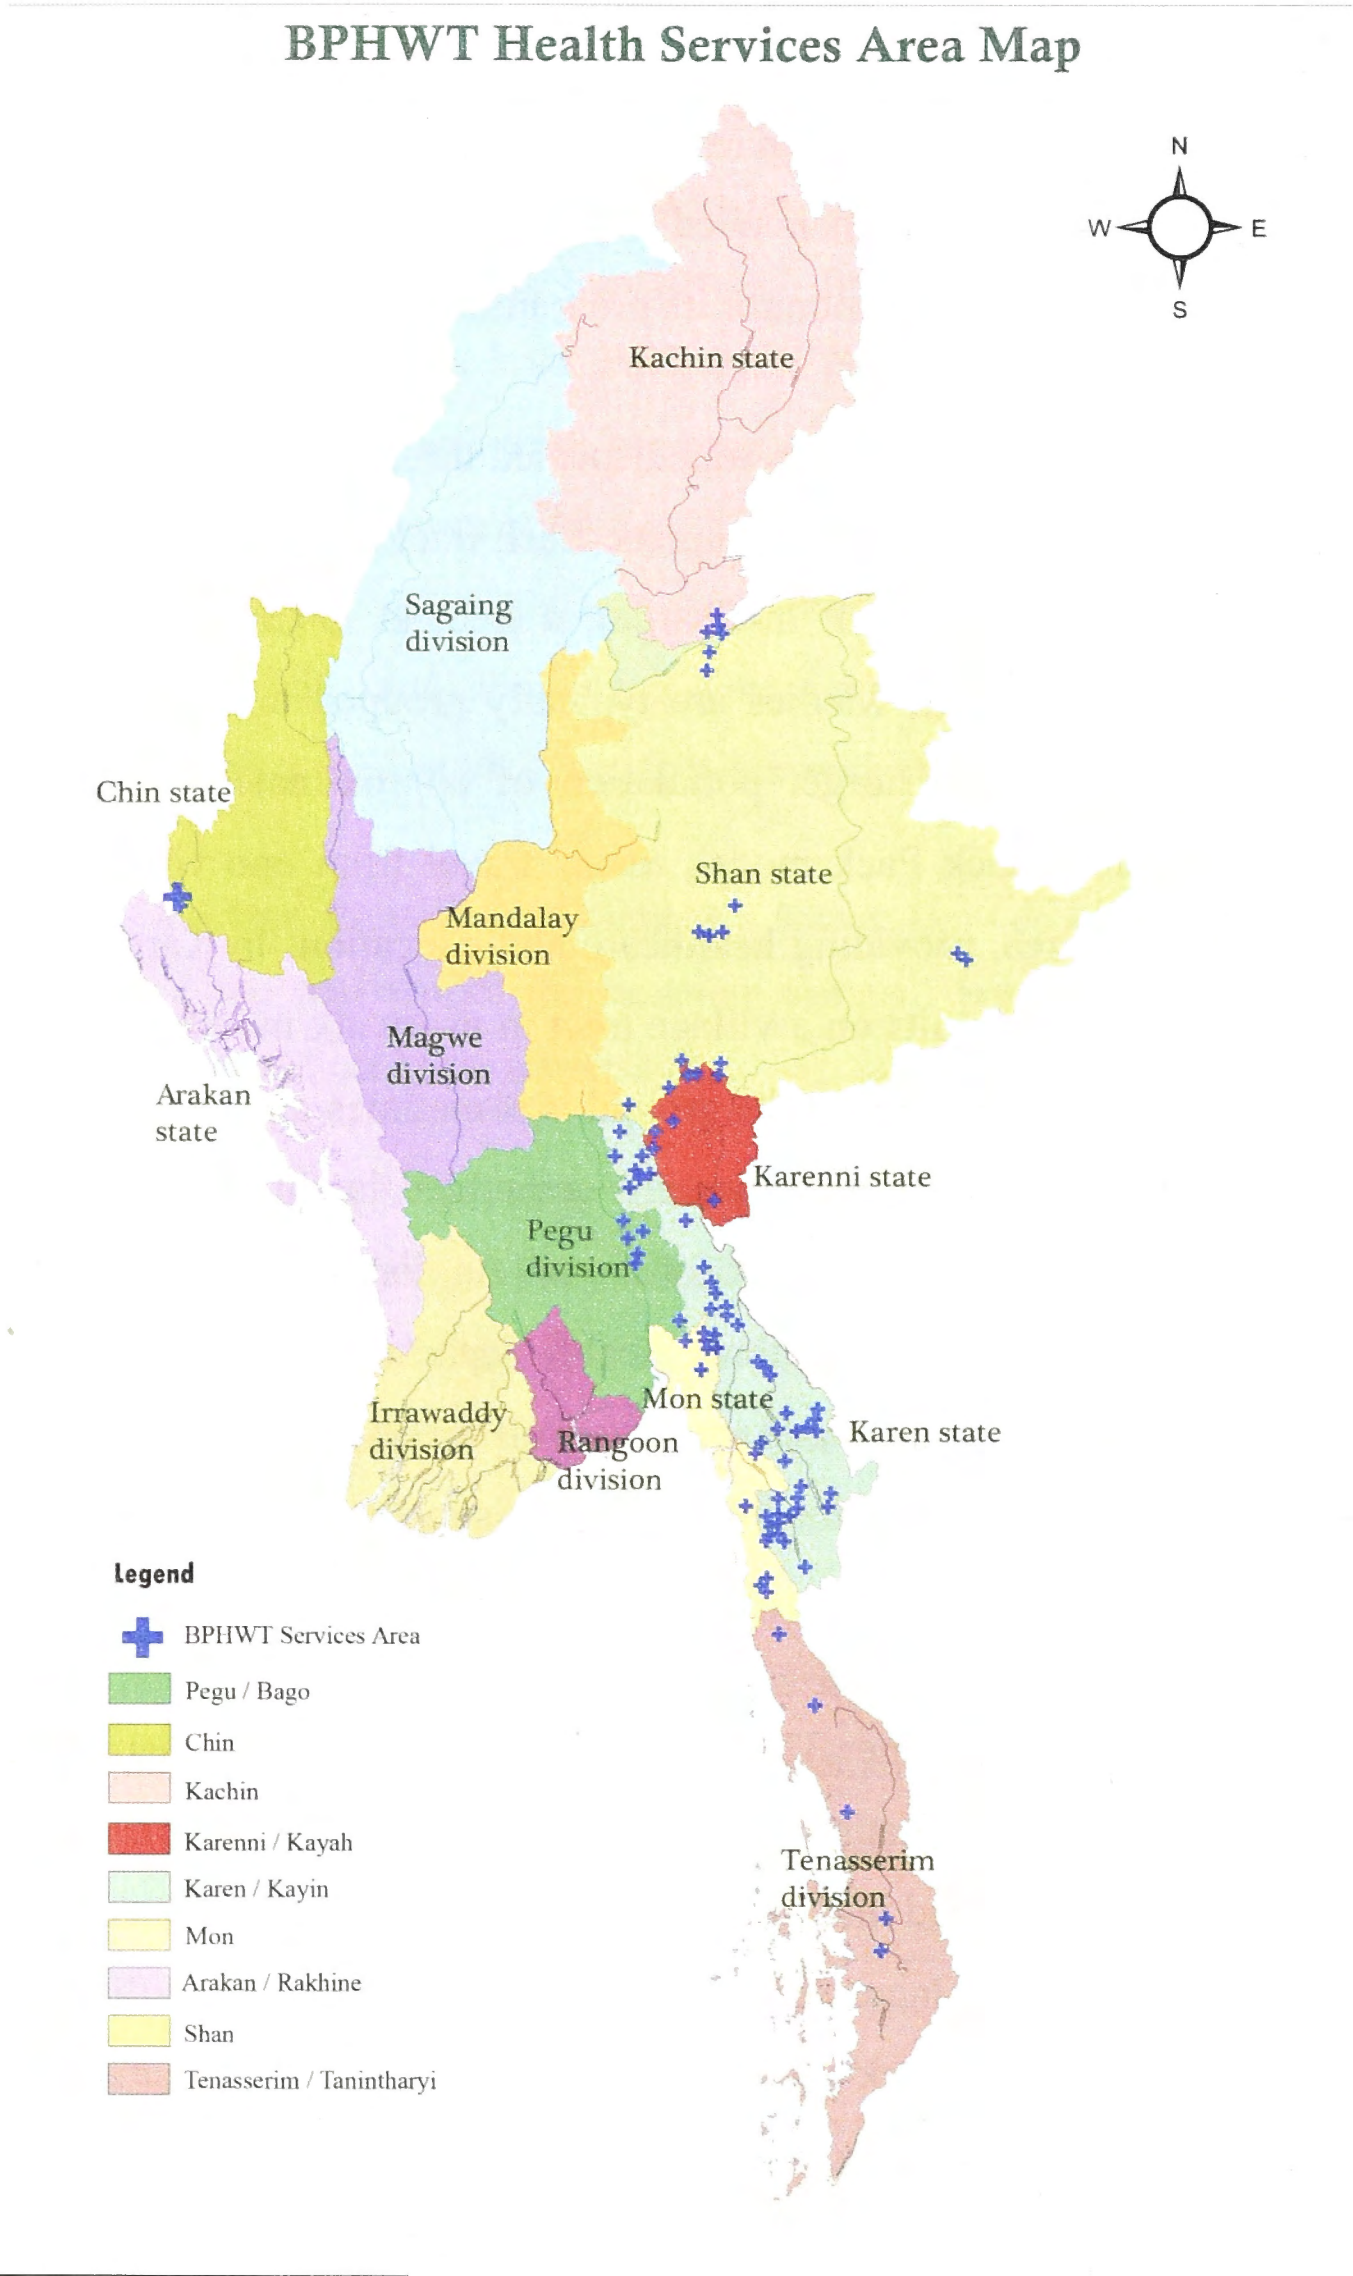 BPHWT Health Services Area Map
N
W
E
S
Kachin state
Sagaing
division
Chin state
Shan state
Mandalay
division
Magwe
division
Arakan
state
Karenni state
Pegu
division
Mon state
Irrawaddy
division
Karen state
Rangoon
division
Legend
BPHWT Services Area
Pegu / Bago
Chin
Kachin
Karenni / Kayah
Karen / Kayin
Mon
Arakan / Rakhine
Shan
Tenasserim / Tanintharyi
Tenasserim
division